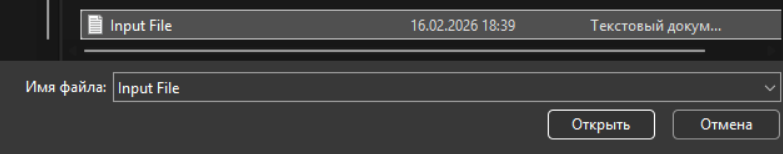 Input File 16.02.2026 18:39 Текстовый докум...
Имя файла: Input File
Открыть Отмена